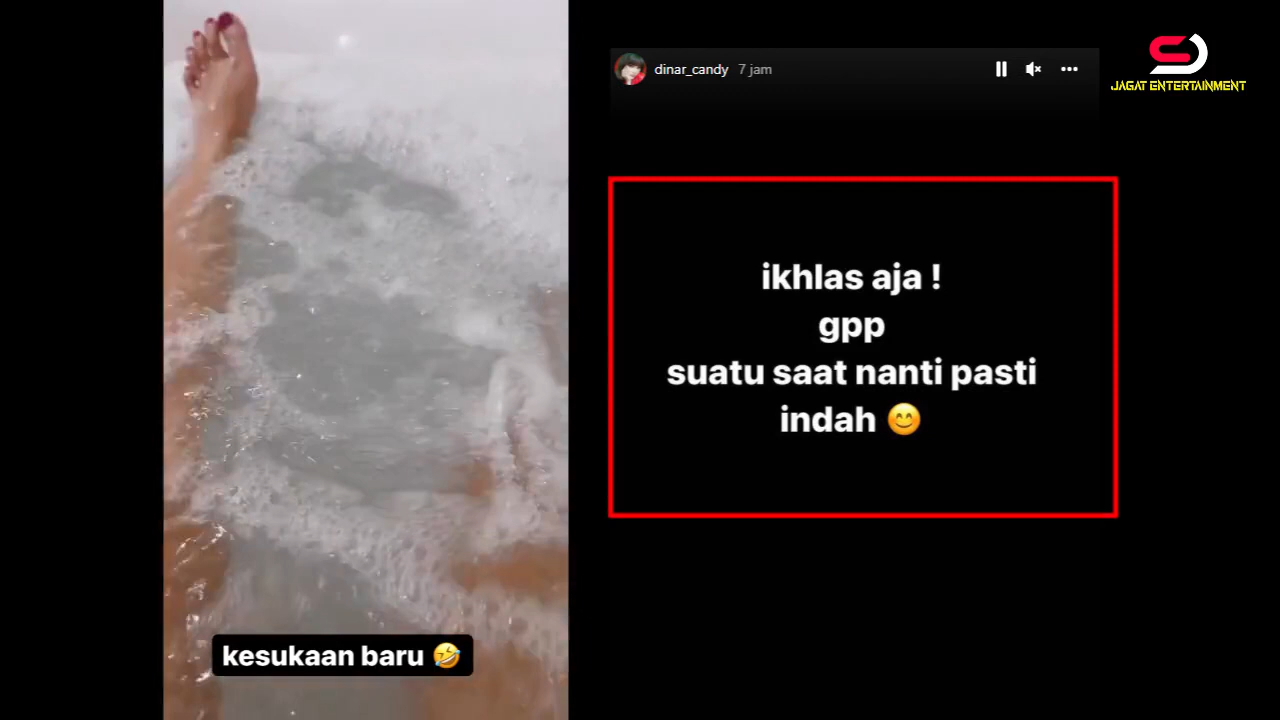 kesukaan baru 🤣
dinar_candy 7 jam
ikhlas aja !
gpp
suatu saat nanti pasti
indah 😊
JAGAT ENTERTAINMENT